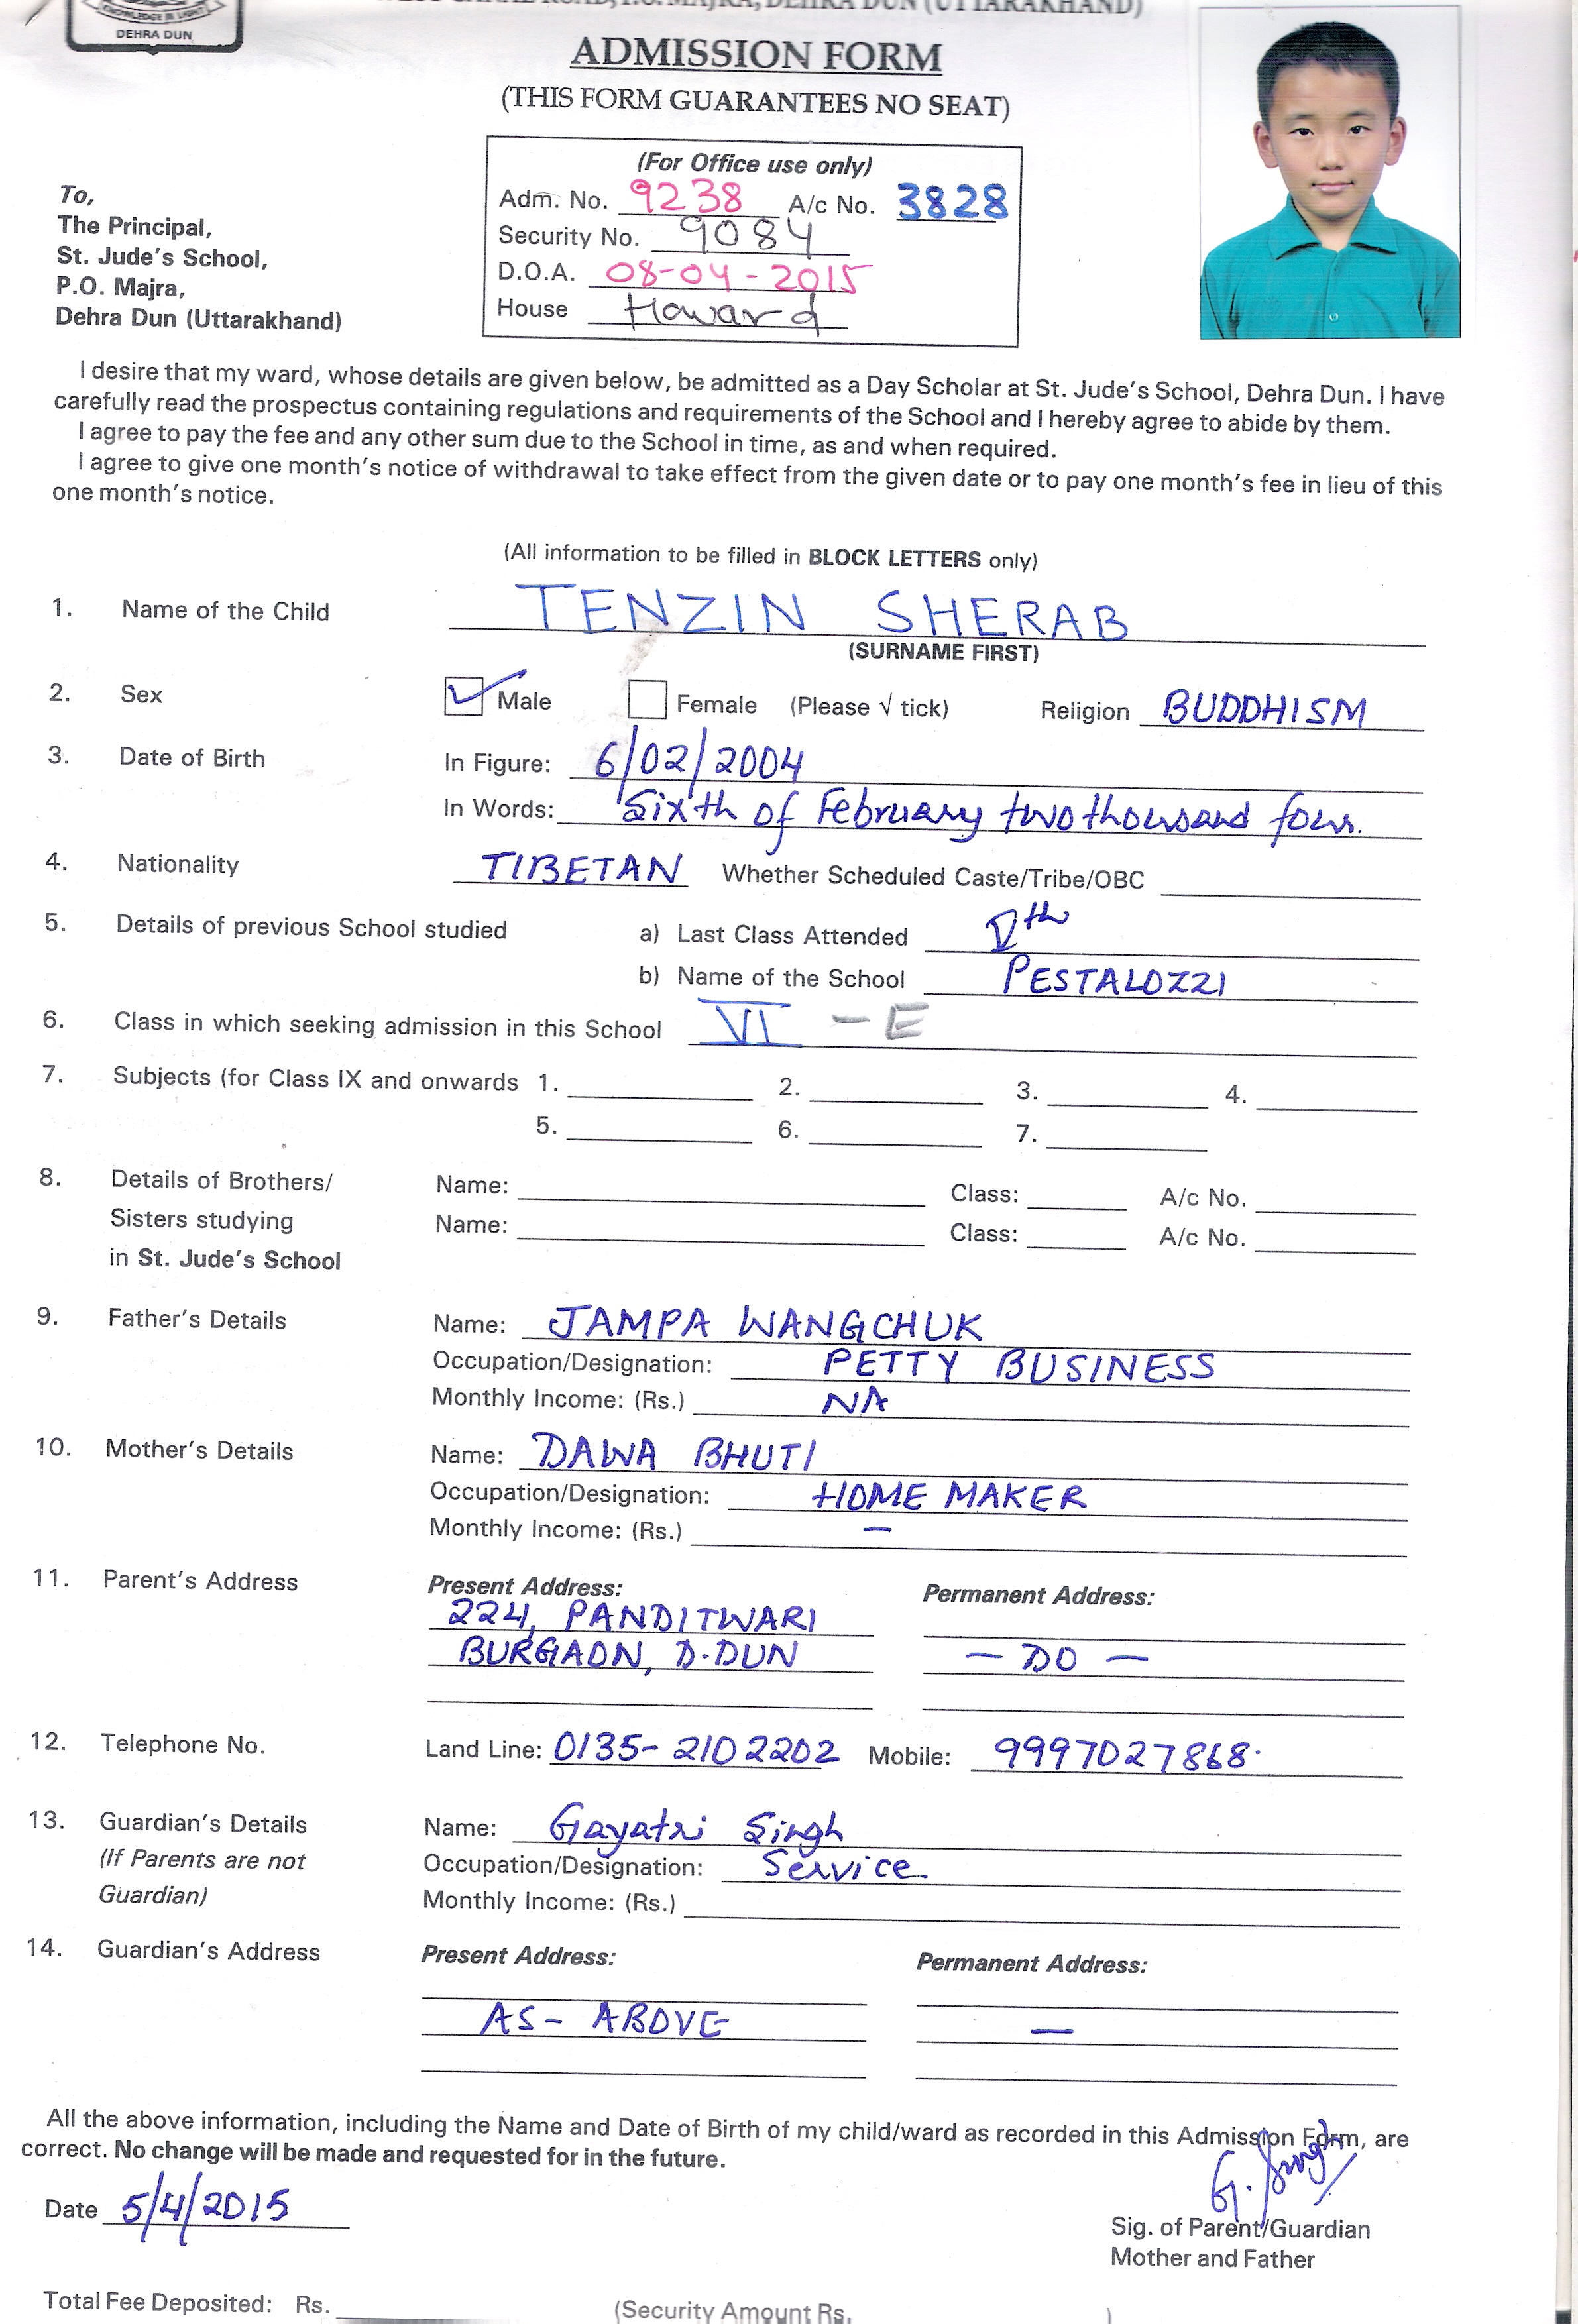 KNOWLEDGE IS LIGHT
DEHRA DUN
WEST CANAL ROAD, P.O. MAJRA, DEHRA DUN (UTTARAKHAND)
ADMISSION FORM
(THIS FORM GUARANTEES NO SEAT)
(For Office use only)
Adm. No. 9238 A/c No. 3828
Security No. 9084
D.O.A. 08-04-2015
House Howard
To,
The Principal,
St. Jude's School,
P.O. Majra,
Dehra Dun (Uttarakhand)
I desire that my ward, whose details are given below, be admitted as a Day Scholar at St. Jude's School, Dehra Dun. I have
carefully read the prospectus containing regulations and requirements of the School and I hereby agree to abide by them.
I agree to pay the fee and any other sum due to the School in time, as and when required.
I agree to give one month's notice of withdrawal to take effect from the given date or to pay one month's fee in lieu of this
one month's notice.
(All information to be filled in BLOCK LETTERS only)
1. Name of the Child TENZIN SHERAB
(SURNAME FIRST)
2. Sex Male Female (Please √ tick) Religion BUDDHISM
3. Date of Birth In Figure: 6/02/2004
In Words: Sixth of February two thousand four.
4. Nationality TIBETAN Whether Scheduled Caste/Tribe/OBC
5. Details of previous School studied a) Last Class Attended Vth
b) Name of the School PESTALOZZI
6. Class in which seeking admission in this School VI - E
7. Subjects (for Class IX and onwards 1. 2. 3. 4.
5. 6. 7.
8. Details of Brothers/ Name: Class: A/c No.
Sisters studying Name: Class: A/c No.
in St. Jude's School
9. Father's Details Name: JAMPA WANGCHUK
Occupation/Designation: PETTY BUSINESS
Monthly Income: (Rs.) NA
10. Mother's Details Name: DAWA BHUTI
Occupation/Designation: HOME MAKER
Monthly Income: (Rs.) —
11. Parent's Address Present Address: Permanent Address:
224, PANDITWARI
BURGAON, D.DUN — DO —
12. Telephone No. Land Line: 0135-2102202 Mobile: 9997027868.
13. Guardian's Details Name: Gayatri Singh
(If Parents are not Occupation/Designation: Service.
Guardian) Monthly Income: (Rs.)
14. Guardian's Address Present Address: Permanent Address:
AS - ABOVE —
All the above information, including the Name and Date of Birth of my child/ward as recorded in this Admission Form, are
correct. No change will be made and requested for in the future.
G. Singh
Date 5/4/2015
Sig. of Parent/Guardian
Mother and Father
Total Fee Deposited: Rs. (Security Amount Rs. )